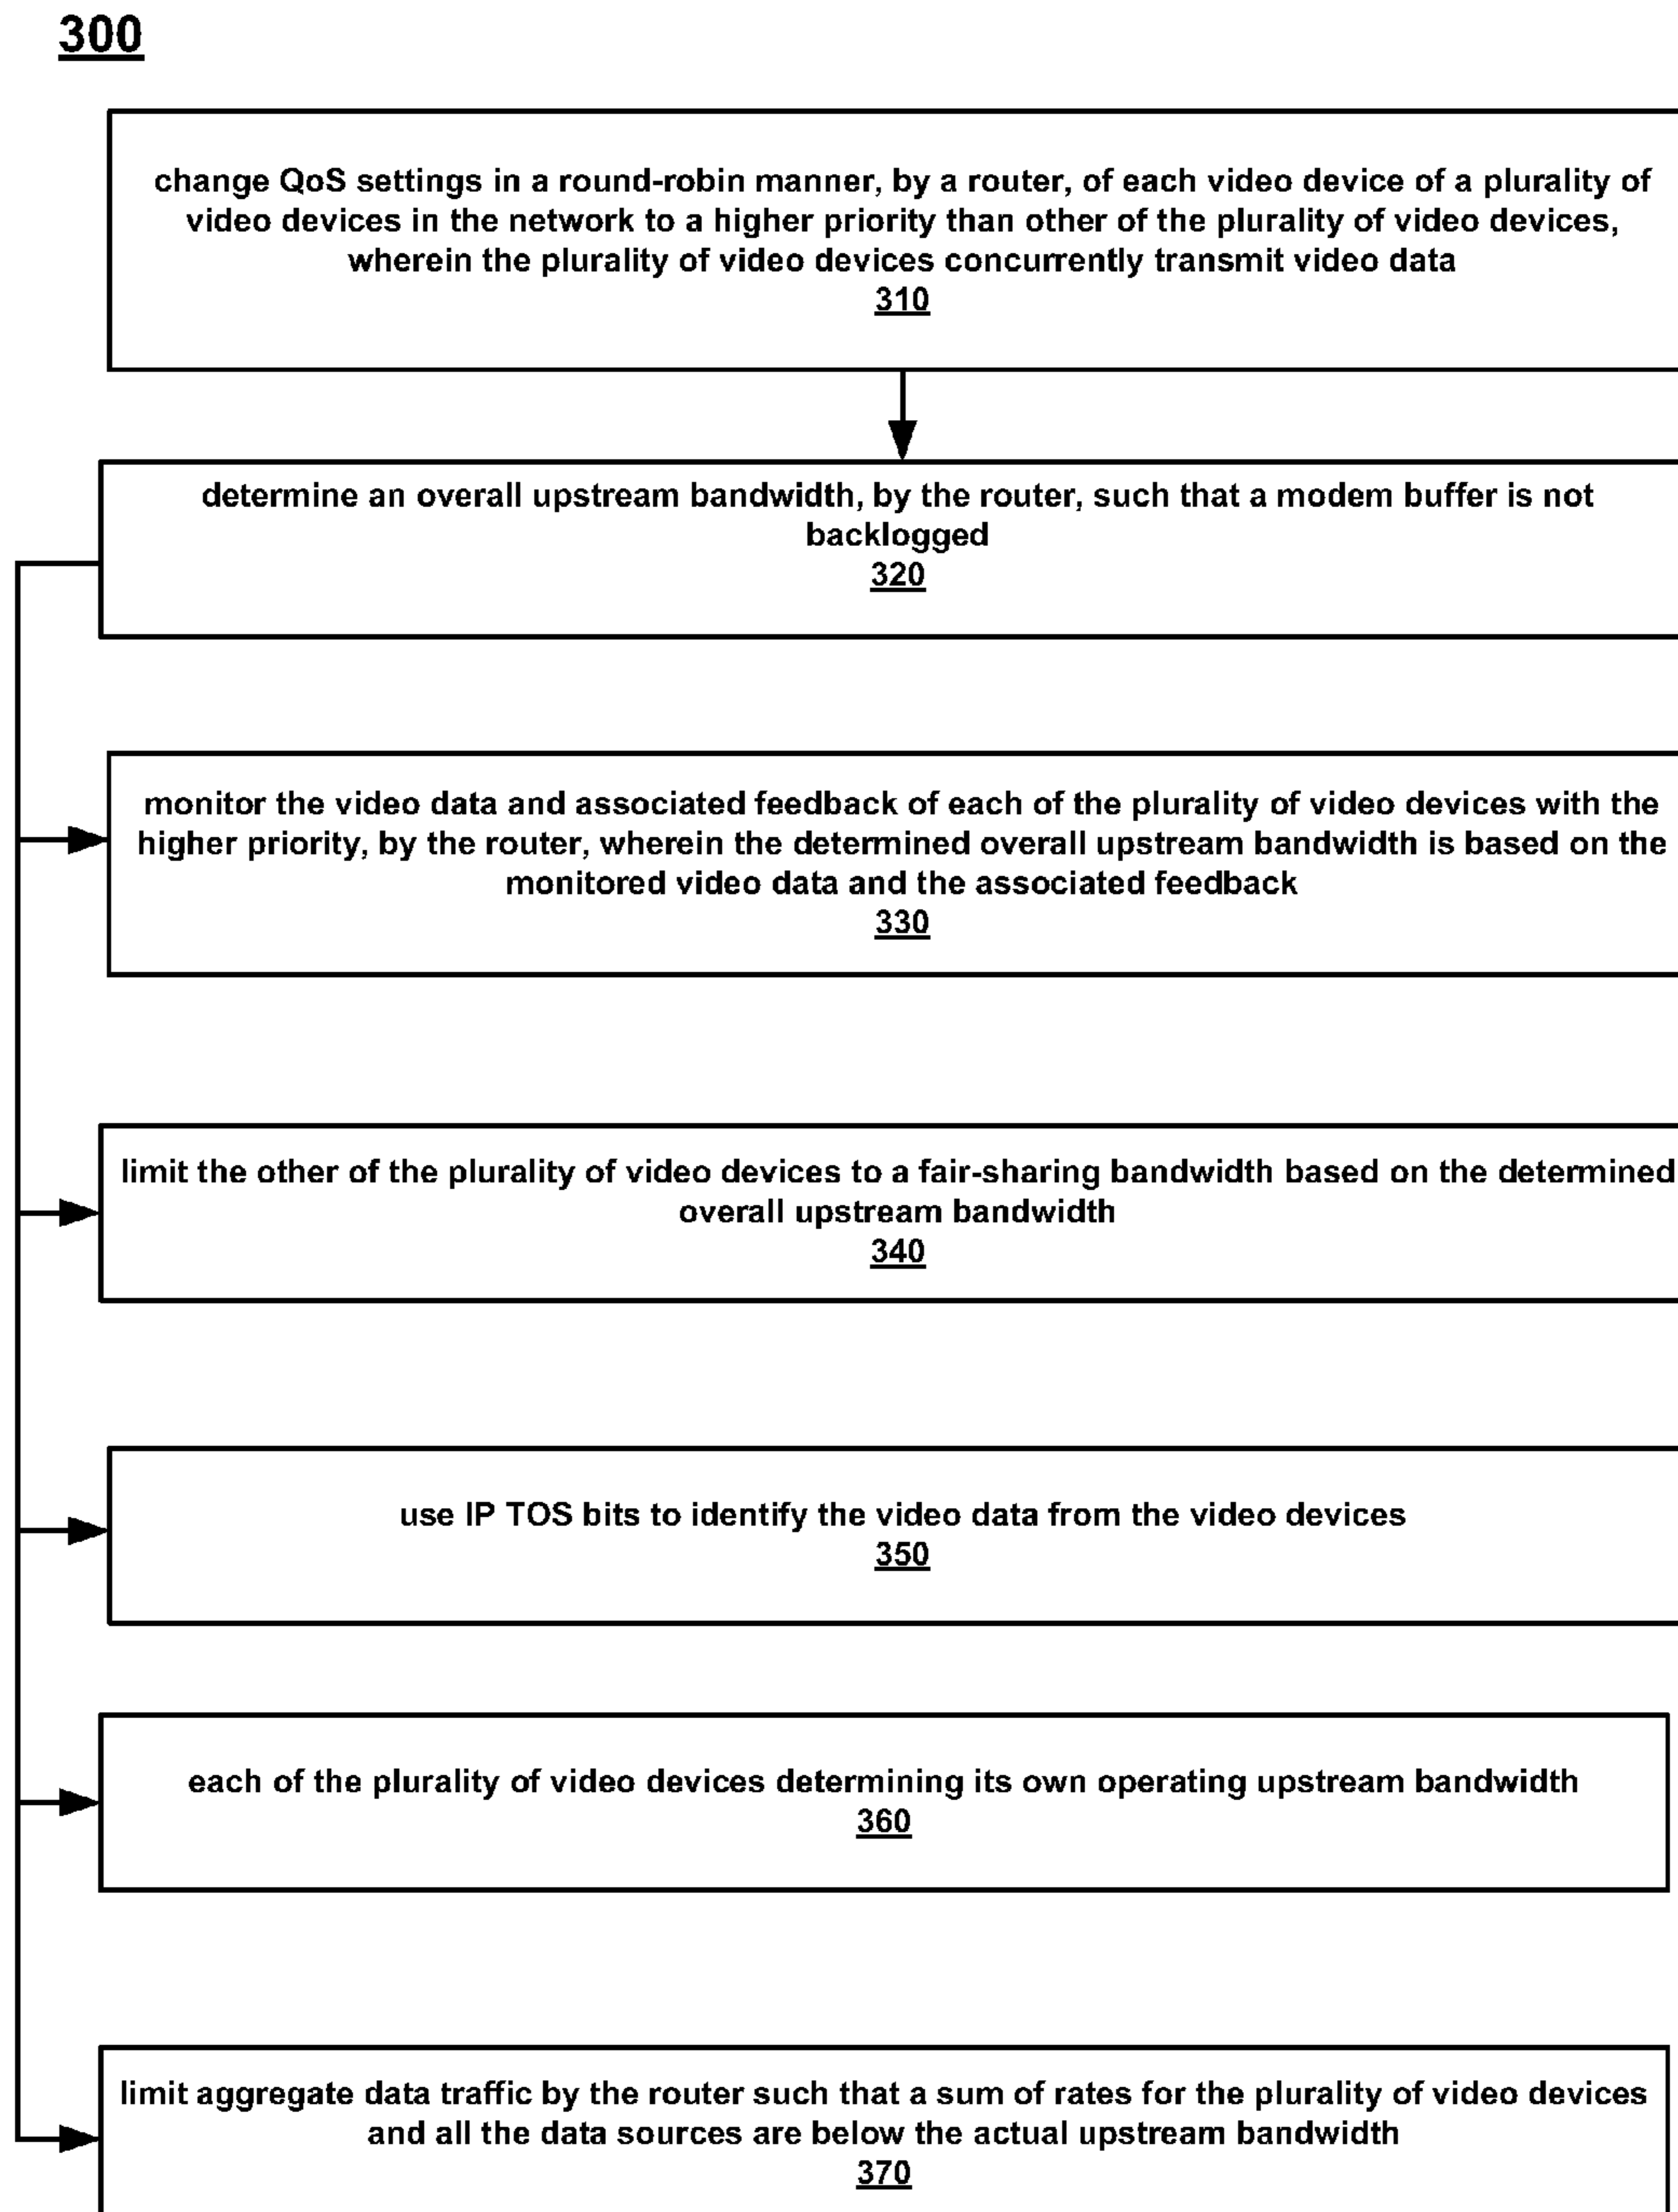 300
change QoS settings in a round-robin manner, by a router, of each video device of a plurality of
video devices in the network to a higher priority than other of the plurality of video devices,
wherein the plurality of video devices concurrently transmit video data
310
determine an overall upstream bandwidth, by the router, such that a modem buffer is not
backlogged
320
monitor the video data and associated feedback of each of the plurality of video devices with the
higher priority, by the router, wherein the determined overall upstream bandwidth is based on the
monitored video data and the associated feedback
330
limit the other of the plurality of video devices to a fair-sharing bandwidth based on the determined
overall upstream bandwidth
340
use IP TOS bits to identify the video data from the video devices
350
each of the plurality of video devices determining its own operating upstream bandwidth
360
limit aggregate data traffic by the router such that a sum of rates for the plurality of video devices
and all the data sources are below the actual upstream bandwidth
370